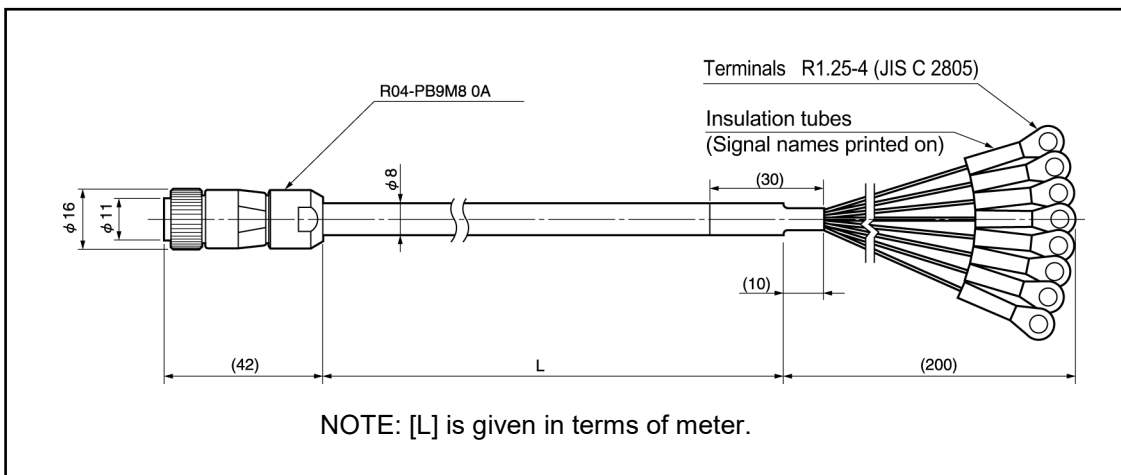 Terminals R1.25-4 (JIS C 2805)
R04-PB9M8 0A
Insulation tubes
(Signal names printed on)
φ16
φ11
φ8
(30)
(10)
(42)
L
(200)
NOTE: [L] is given in terms of meter.